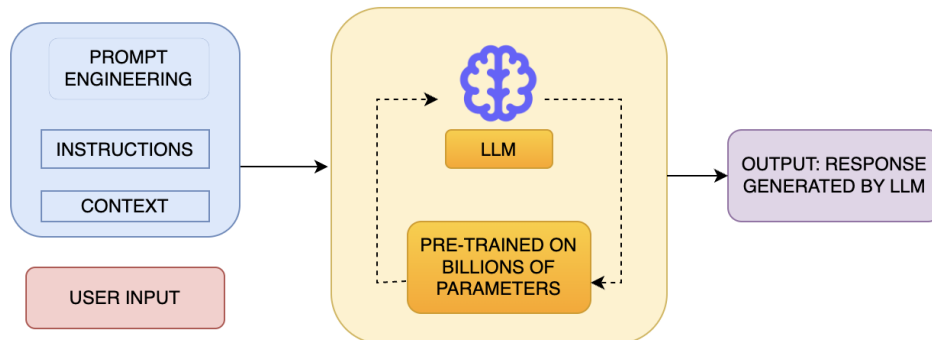 PROMPT
ENGINEERING
INSTRUCTIONS
CONTEXT
USER INPUT
LLM
PRE-TRAINED ON
BILLIONS OF
PARAMETERS
OUTPUT: RESPONSE
GENERATED BY LLM